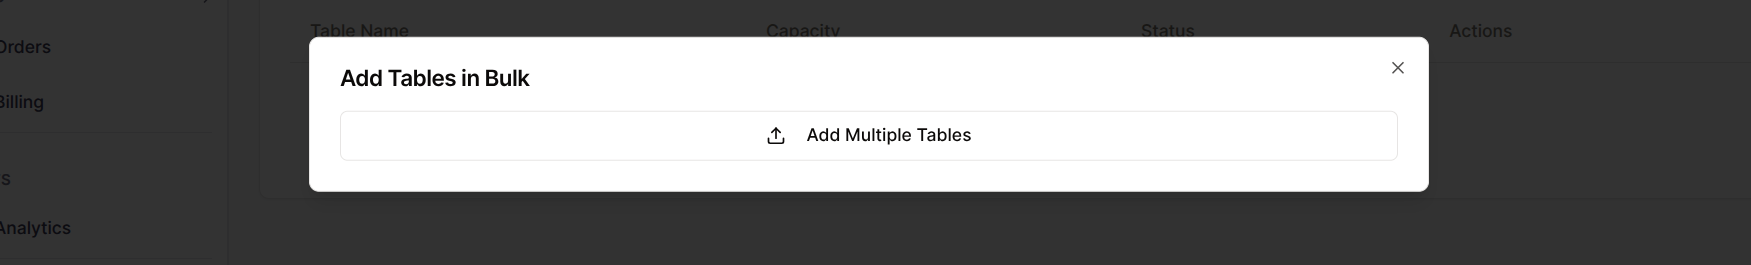 Table Name Capacity Status Actions
Orders
Add Tables in Bulk
Billing
Add Multiple Tables
s
Analytics